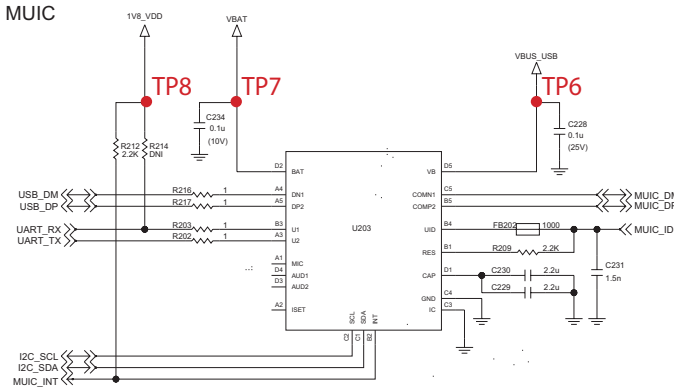 MUIC
1V8_VDD
VBAT
VBUS_USB
TP8
TP7
TP6
C234
0.1u
(10V)
C228
0.1u
(25V)
R212
2.2K
R214
DNI
D2
BAT
VB
D5
USB_DM
R216
1
A4
DN1
COMN1
C5
MUIC_DM
USB_DP
R217
1
A5
DP2
COMP2
B5
MUIC_DP
U203
UART_RX
R203
1
B3
U1
UID
B4
FB202
1000
MUIC_ID
UART_TX
R202
1
A3
U2
RES
B1
R209
2.2K
A1
MIC
D4
AUD1
D3
AUD2
CAP
D1
C230
2.2u
C229
2.2u
C231
1.5n
A2
ISET
GND
C4
IC
C3
SCL
SDA
INT
C2
C1
B2
I2C_SCL
I2C_SDA
MUIC_INT